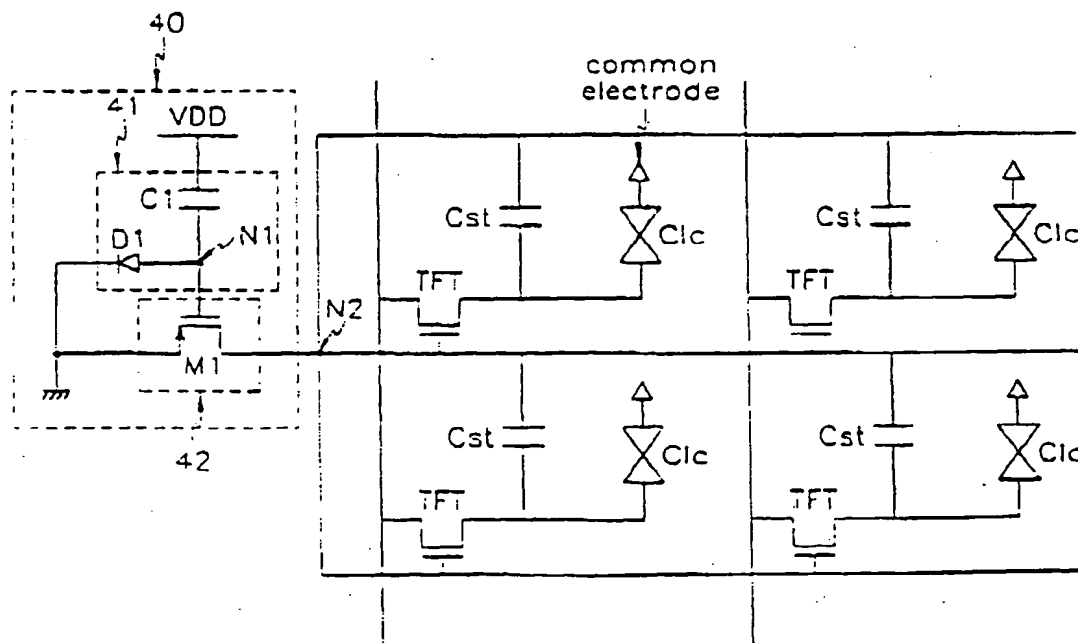 40
common
electrode
41
VDD
C1
Cst
Clc
Cst
Clc
D1
N1
TFT
TFT
N2
M1
Cst
Clc
Cst
Clc
42
TFT
TFT